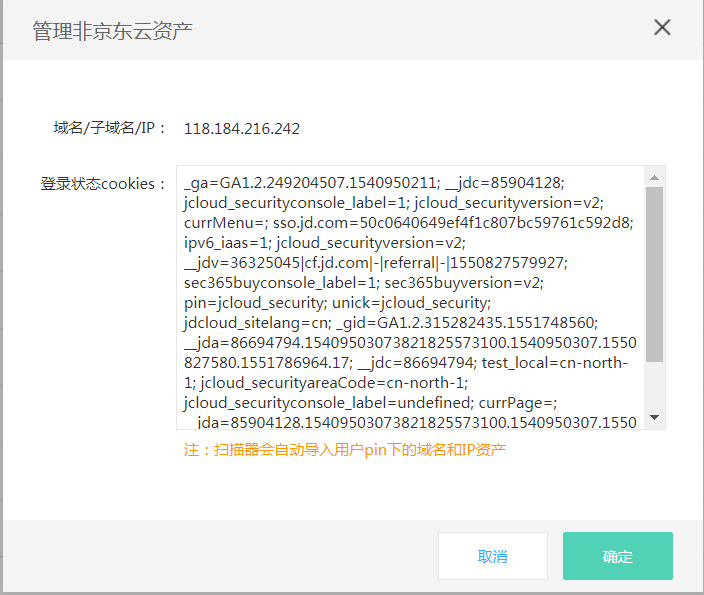 管理非京东云资产
域名/子域名/IP： 118.184.216.242
登录状态cookies： _ga=GA1.2.249204507.1540950211; __jdc=85904128;
jcloud_securityconsole_label=1; jcloud_securityversion=v2;
currMenu=; sso.jd.com=50c0640649ef4f1c807bc59761c592d8;
ipv6_iaas=1; jcloud_securityversion=v2;
__jdv=36325045|cf.jd.com|-|referral|-|1550827579927;
sec365buyconsole_label=1; sec365buyversion=v2;
pin=jcloud_security; unick=jcloud_security;
jdcloud_sitelang=cn; _gid=GA1.2.315282435.1551748560;
__jda=86694794.15409503073821825573100.1540950307.1550
827580.1551786964.17; __jdc=86694794; test_local=cn-north-
1; jcloud_securityareaCode=cn-north-1;
jcloud_securityconsole_label=undefined; currPage=;
__jda=85904128.15409503073821825573100.1540950307.1550
注：扫描器会自动导入用户pin下的域名和IP资产
取消 确定